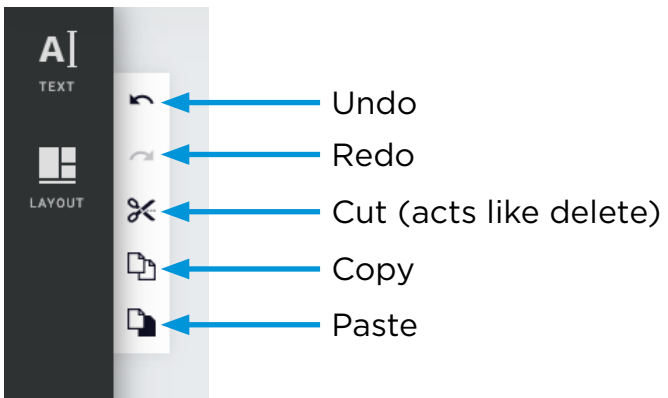 A
TEXT
LAYOUT
Undo
Redo
Cut (acts like delete)
Copy
Paste